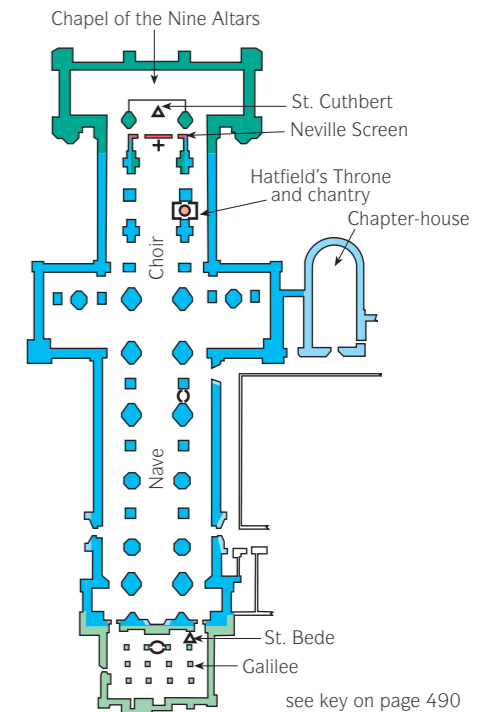 Chapel of the Nine Altars
St. Cuthbert
Neville Screen
Hatfield's Throne
and chantry
Chapter-house
Choir
Nave
St. Bede
Galilee
see key on page 490